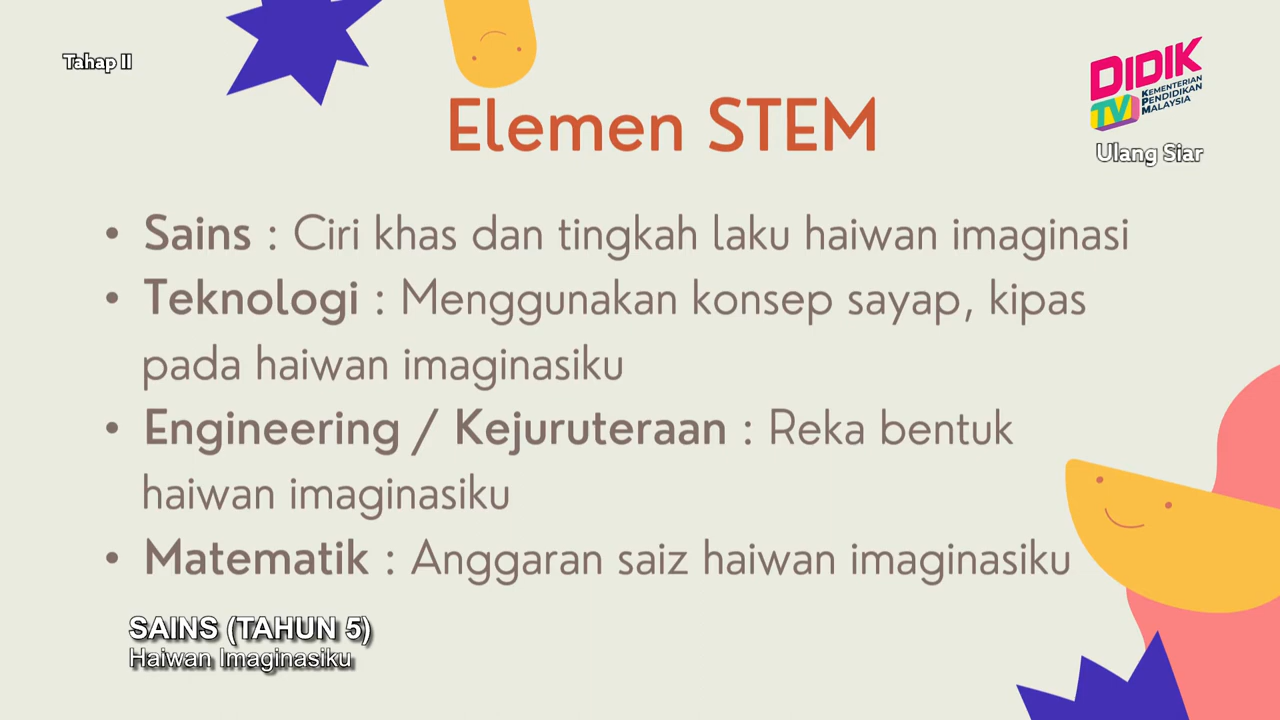 Tahap II
DIDIK
TV
KEMENTERIAN
PENDIDIKAN
MALAYSIA
Ulang Siar
Elemen STEM
• Sains : Ciri khas dan tingkah laku haiwan imaginasi
• Teknologi : Menggunakan konsep sayap, kipas
pada haiwan imaginasiku
• Engineering / Kejuruteraan : Reka bentuk
haiwan imaginasiku
• Matematik : Anggaran saiz haiwan imaginasiku
SAINS (TAHUN 5)
Haiwan Imaginasiku